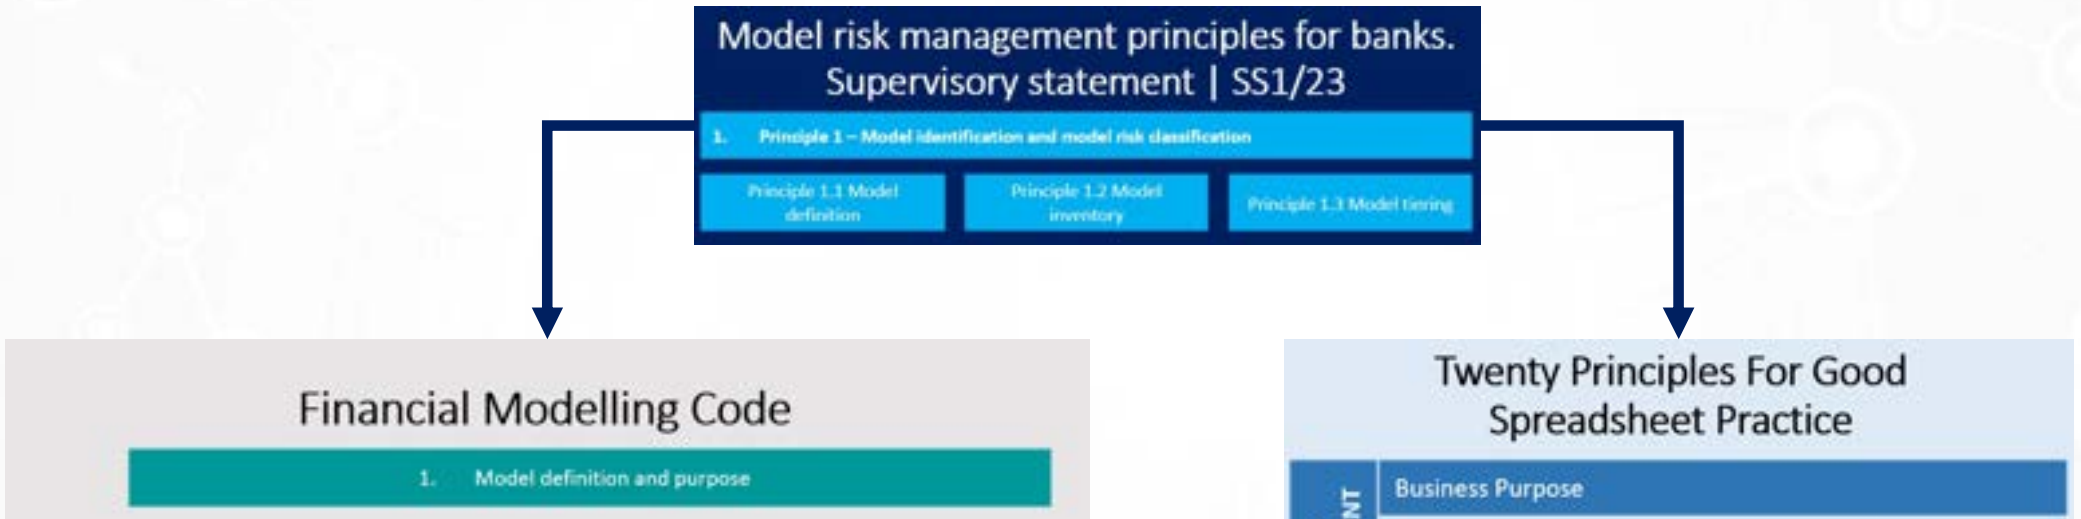 Model risk management principles for banks.
Supervisory statement | SS1/23
1. Principle 1 – Model identification and model risk classification
Principle 1.1 Model
definition
Principle 1.2 Model
inventory
Principle 1.3 Model tiering
Financial Modelling Code
1. Model definition and purpose
Twenty Principles For Good
Spreadsheet Practice
Business Purpose